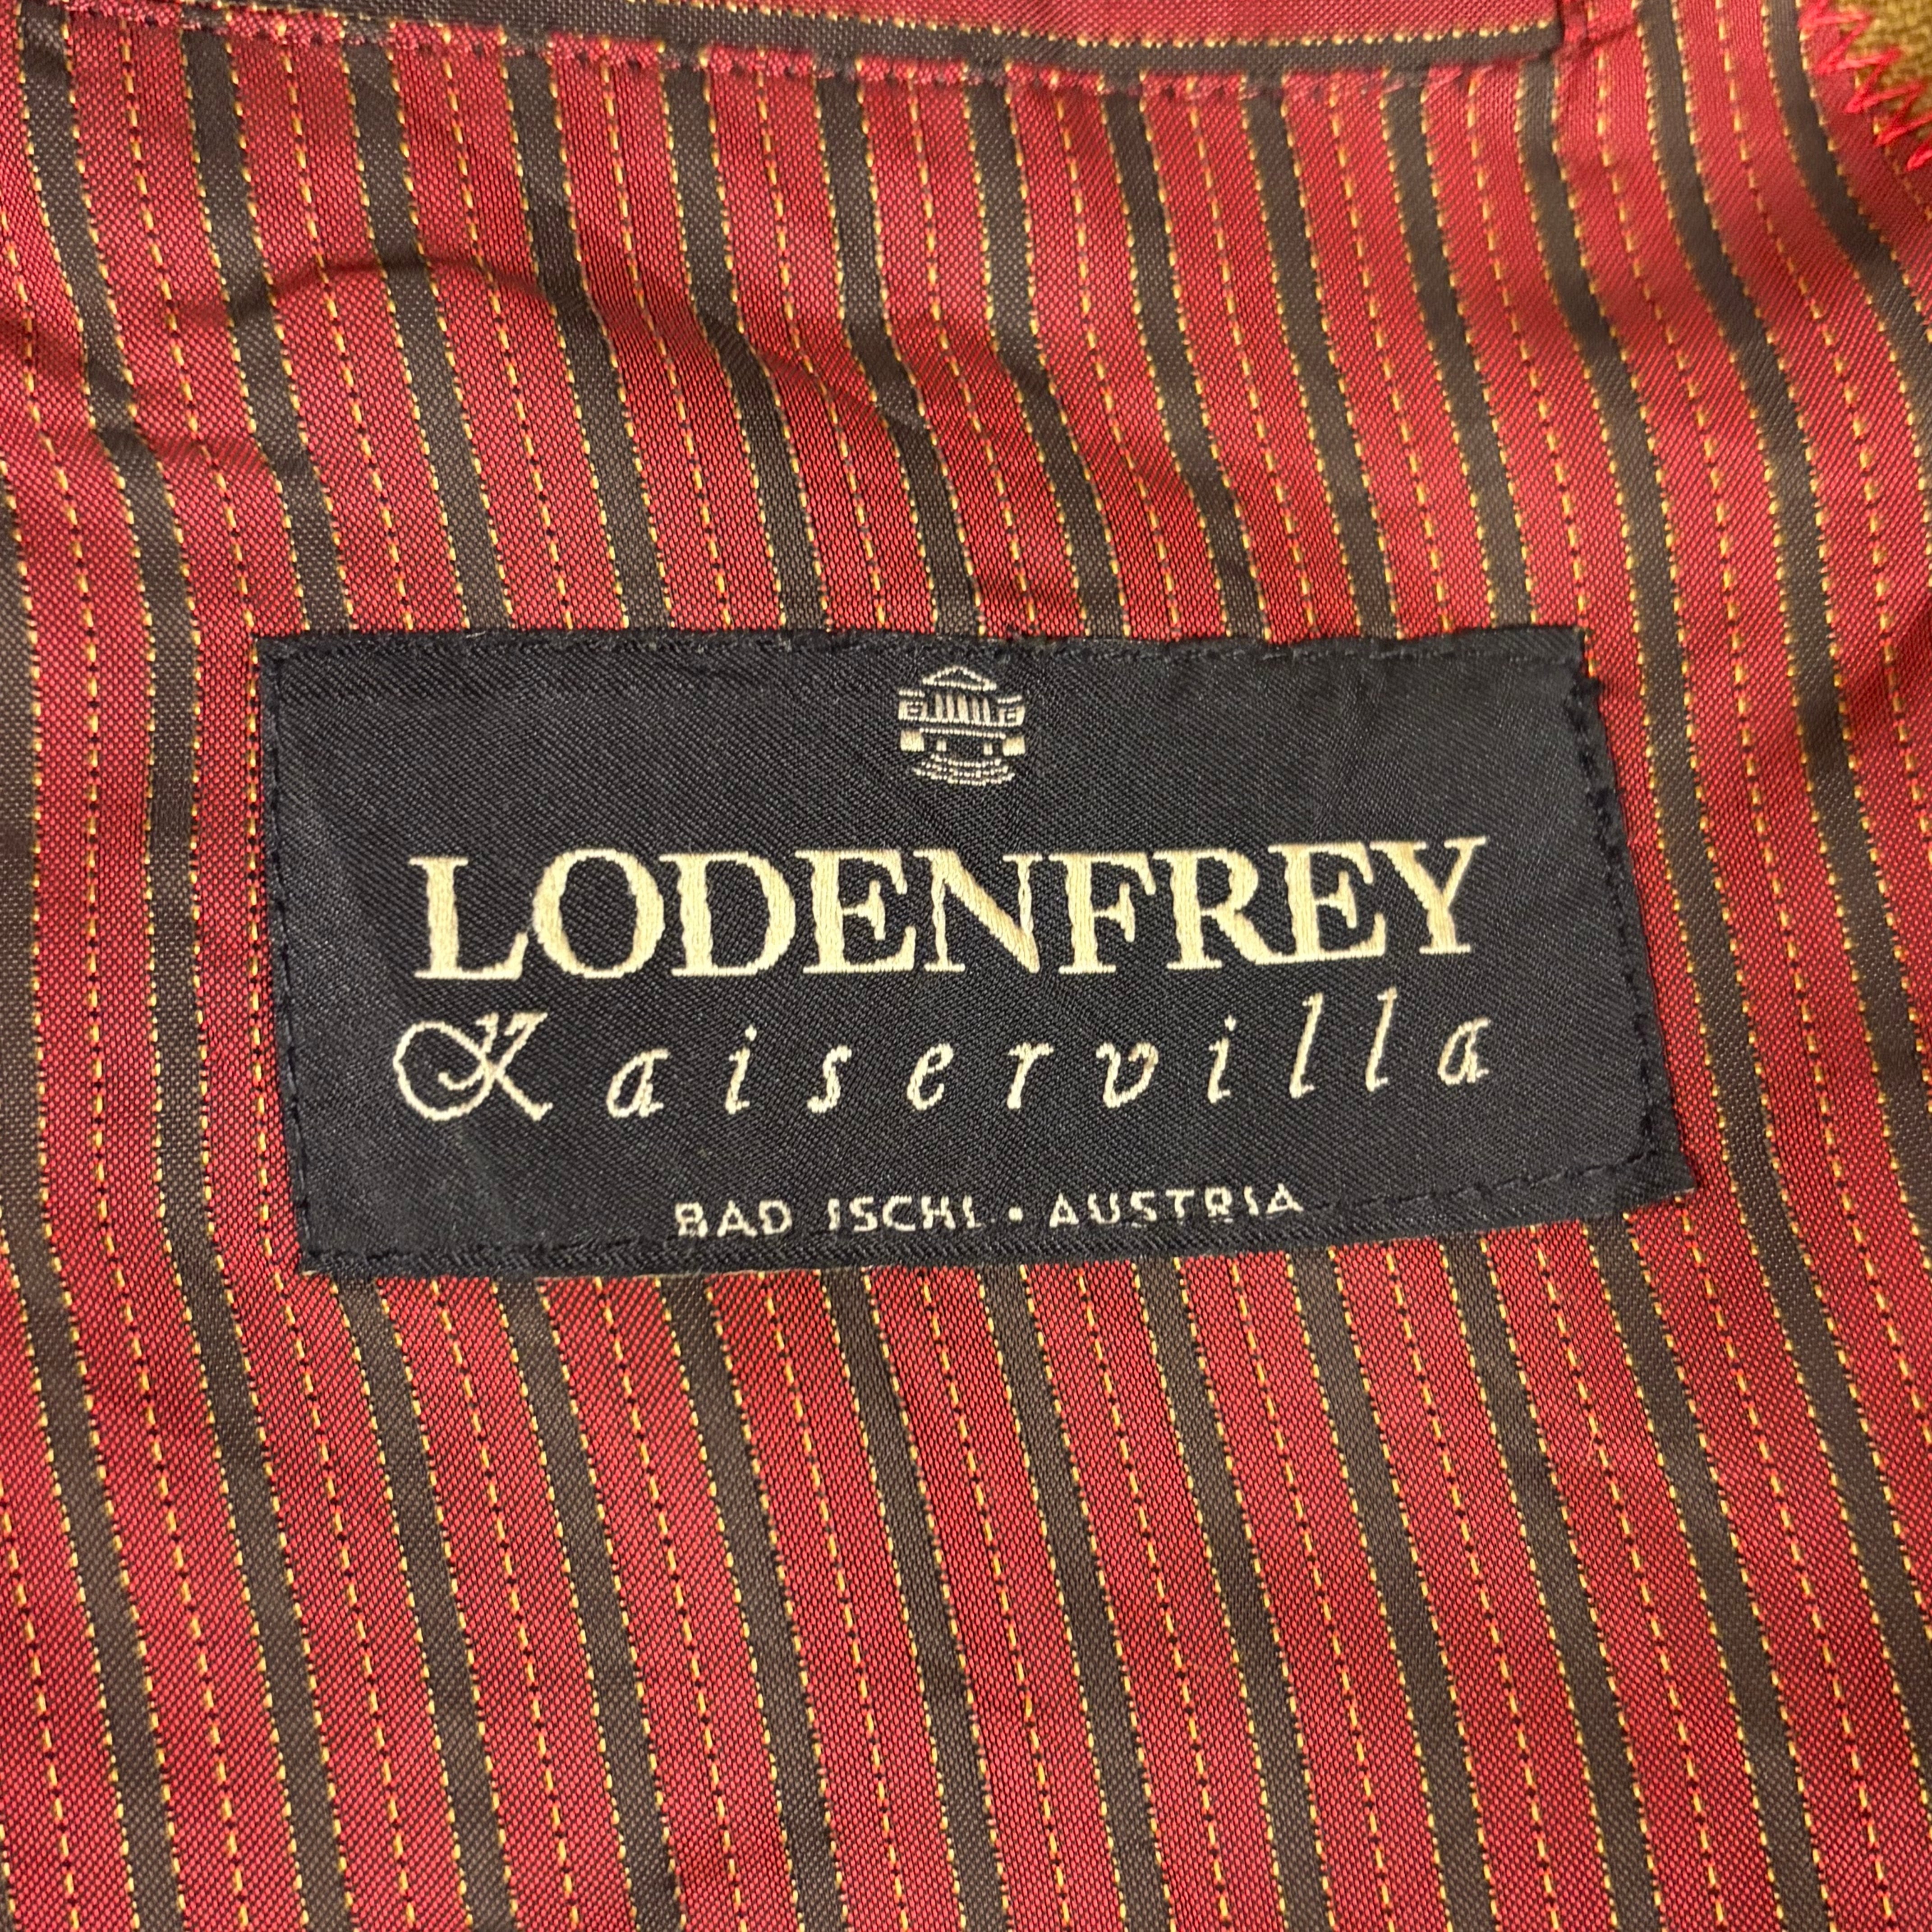 LODENFREY
Kaiservilla
BAD ISCHL · AUSTRIA